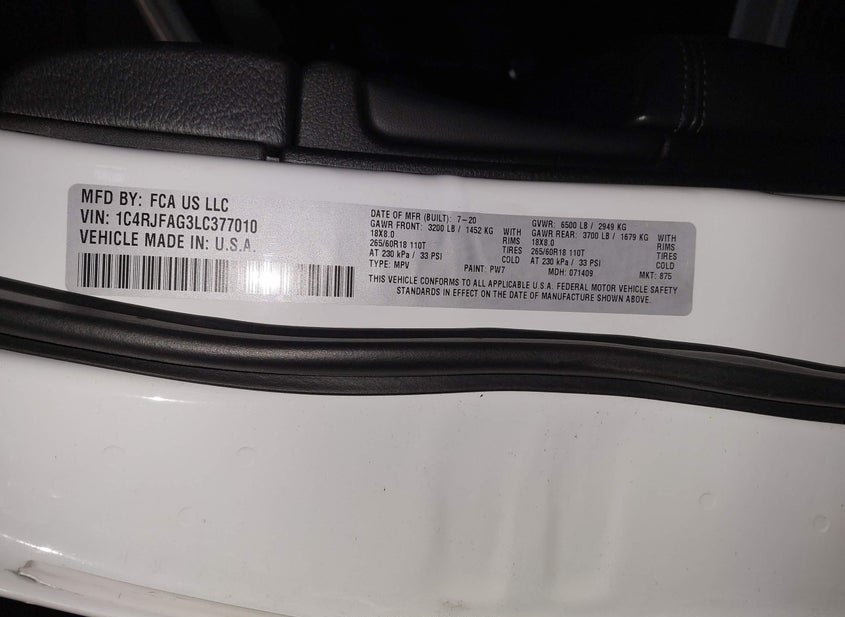 MFD BY: FCA US LLC
VIN: 1C4RJFAG3LC377010
VEHICLE MADE IN U.S.A.
DATE OF MFR (BUILT): 7-20
GAWR FRONT: 3200 LB / 1452 KG WITH
18X8.0 RIMS
265/60R18 110T TIRES
AT 230 kPa / 33 PSI COLD
TYPE: MPV PAINT: PW7
GVWR: 6500 LB / 2949 KG
GAWR REAR: 3700 LB / 1679 KG WITH
18X8.0 RIMS
265/60R18 110T TIRES
AT 230 kPa / 33 PSI COLD
MDH: 071409 MKT: 875
THIS VEHICLE CONFORMS TO ALL APPLICABLE U.S.A. FEDERAL MOTOR VEHICLE SAFETY
STANDARDS IN EFFECT ON THE DATE OF MANUFACTURE SHOWN ABOVE.